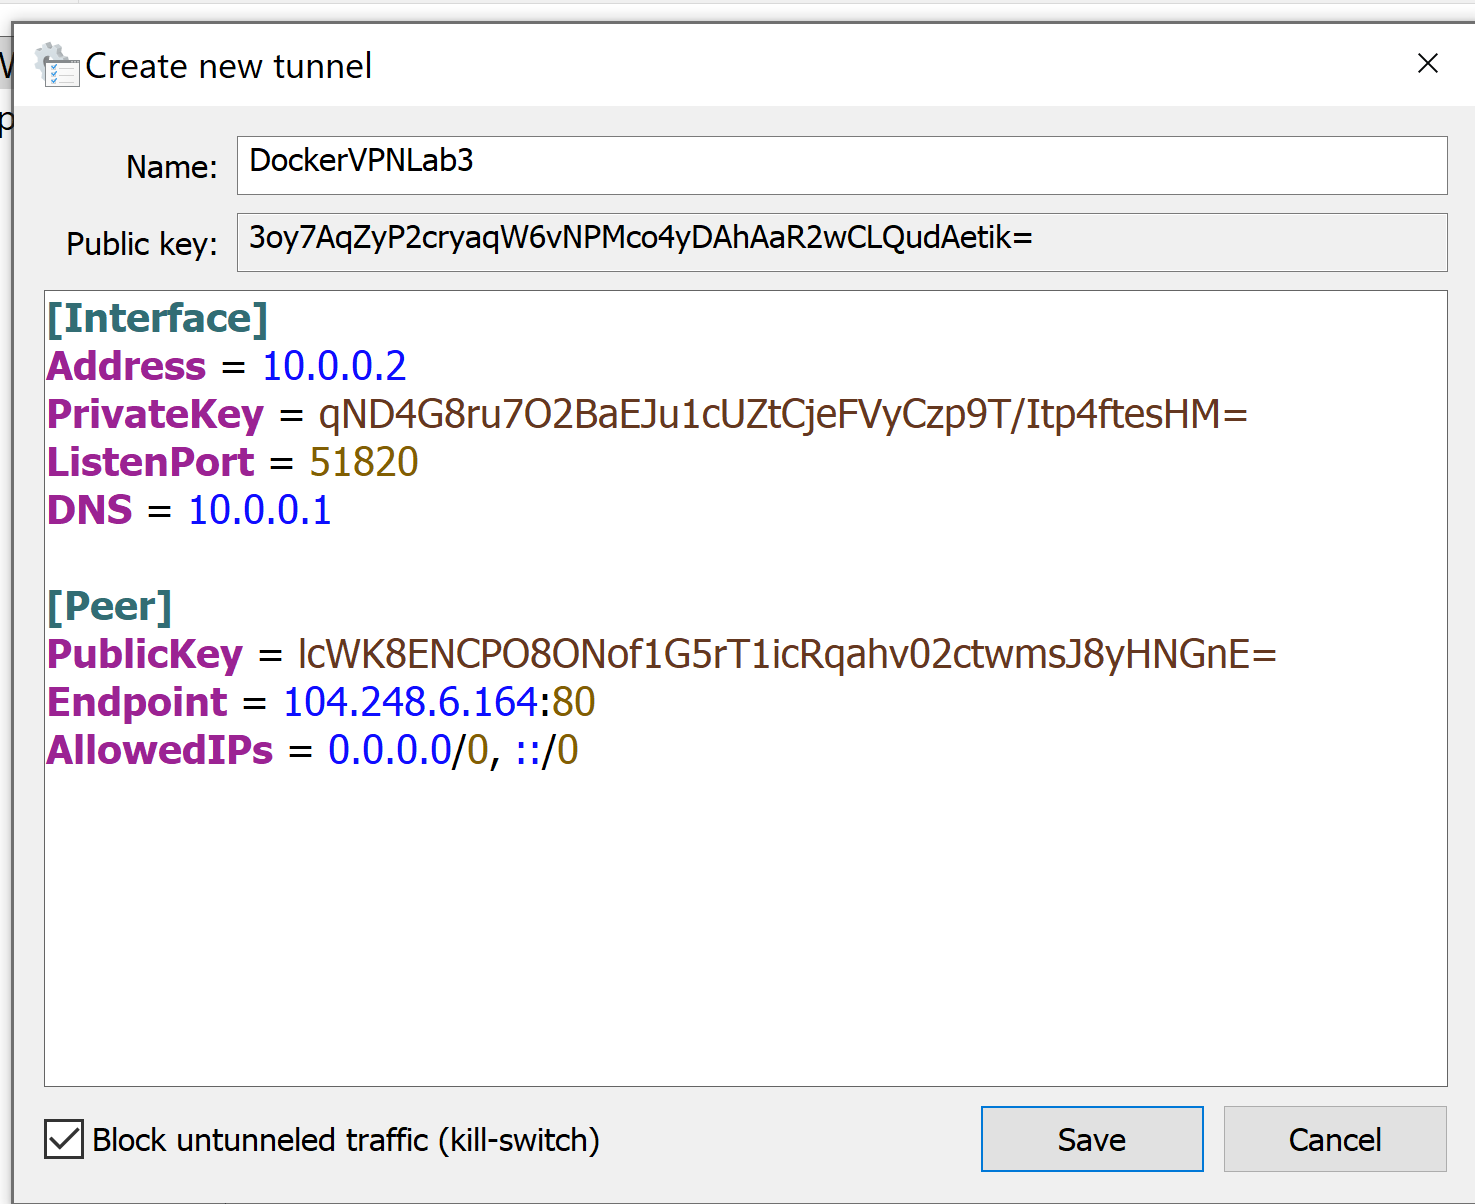 Create new tunnel
Name: DockerVPNLab3
Public key: 3oy7AqZyP2cryaqW6vNPMco4yDAhAaR2wCLQudAetik=
[Interface]
Address = 10.0.0.2
PrivateKey = qND4G8ru7O2BaEJu1cUZtCjeFVyCzp9T/Itp4ftesHM=
ListenPort = 51820
DNS = 10.0.0.1
[Peer]
PublicKey = lcWK8ENCPO8ONof1G5rT1icRqahv02ctwmsJ8yHNGnE=
Endpoint = 104.248.6.164:80
AllowedIPs = 0.0.0.0/0, ::/0
Block untunneled traffic (kill-switch)
Save
Cancel